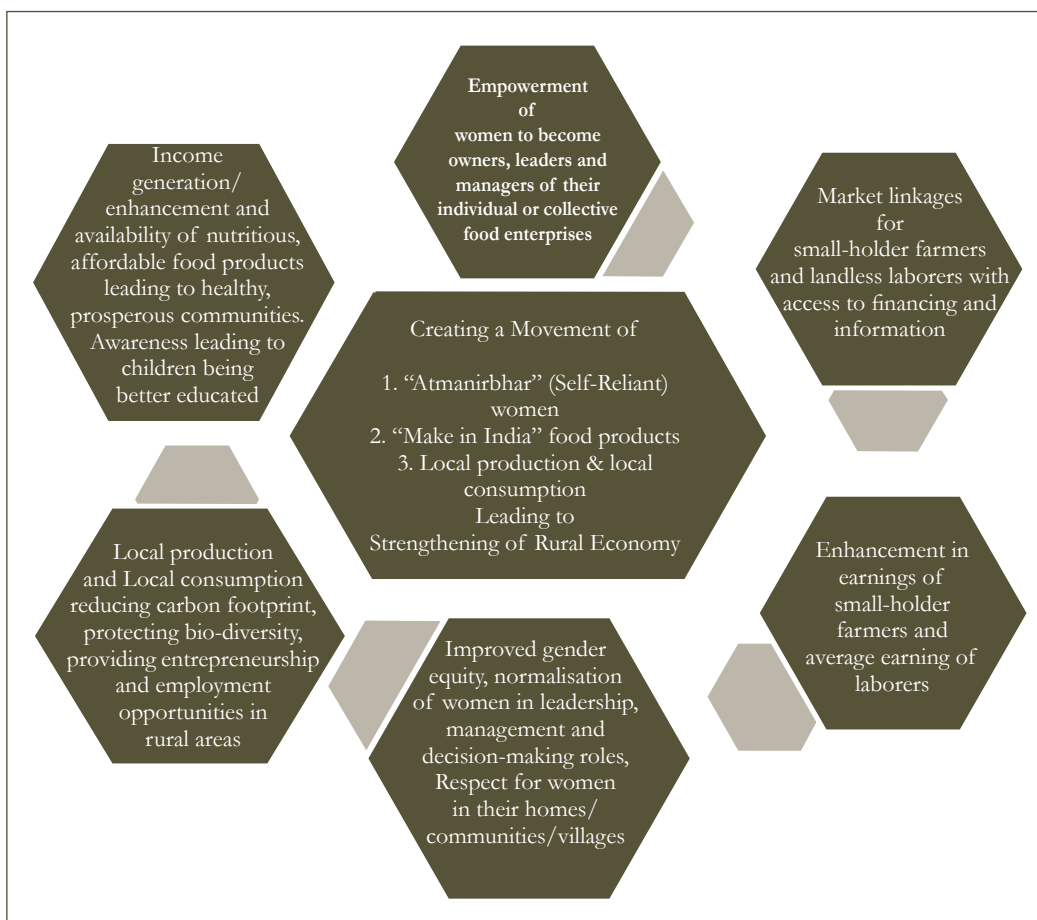 Empowerment
of
women to become
owners, leaders and
managers of their
individual or collective
food enterprises
Market linkages
for
small-holder farmers
and landless laborers with
access to financing and
information
Enhancement in
earnings of
small-holder
farmers and
average earning of
laborers
Improved gender
equity, normalisation
of women in leadership,
management and
decision-making roles,
Respect for women
in their homes/
communities/villages
Local production
and Local consumption
reducing carbon footprint,
protecting bio-diversity,
providing entrepreneurship
and employment
opportunities in
rural areas
Income
generation/
enhancement and
availability of nutritious,
affordable food products
leading to healthy,
prosperous communities.
Awareness leading to
children being
better educated
Creating a Movement of
1. “Atmanirbhar” (Self-Reliant)
women
2. “Make in India” food products
3. Local production & local
consumption
Leading to
Strengthening of Rural Economy